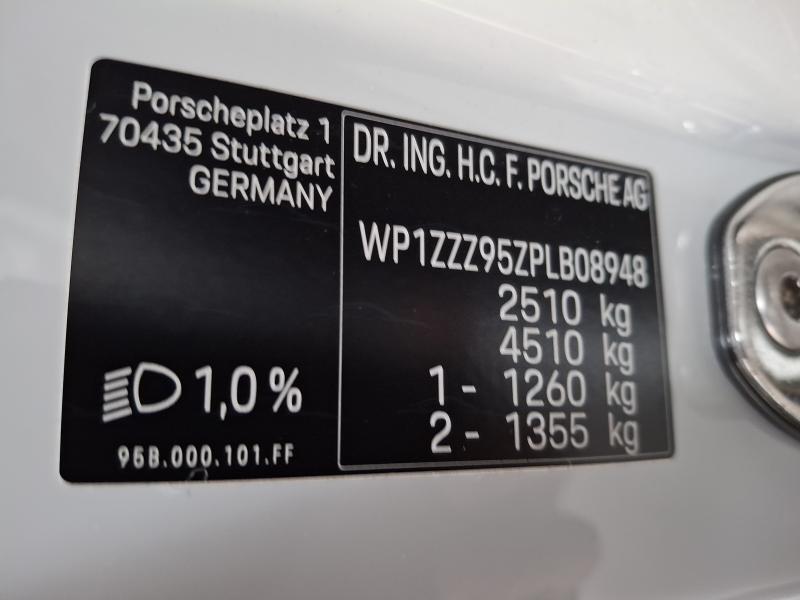 Porscheplatz 1
70435 Stuttgart
GERMANY
DR. ING. H.C. F. PORSCHE AG
WP1ZZZ95ZPLB08948
2510 kg
4510 kg
1 - 1260 kg
2 - 1355 kg
1,0 %
95B.000.101.FF